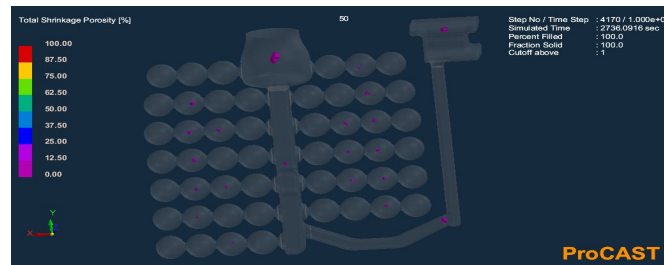 Total Shrinkage Porosity [%]
50
Step No / Time Step : 4170 / 1.000e+0
Simulated Time : 2736.0916 sec
Percent Filled : 100.0
Fraction Solid : 100.0
Cutoff above : 1
100.00
87.50
75.00
62.50
50.00
37.50
25.00
12.50
0.00
Y
X
Z
ProCAST